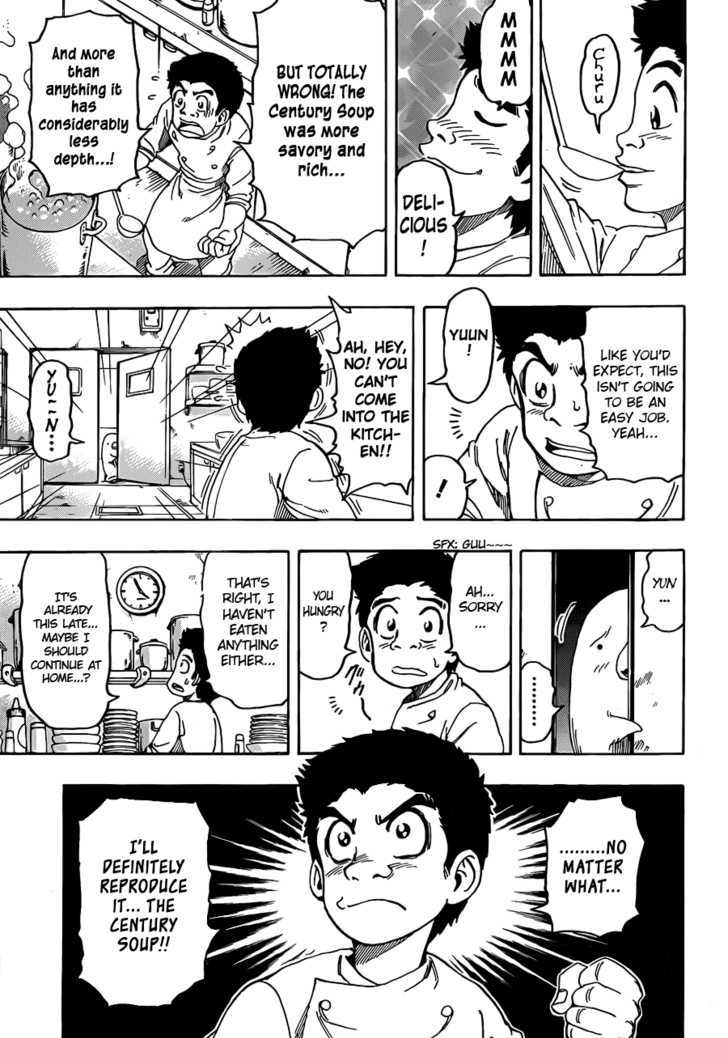 Churu
MMMM
DELI-
CIOUS
!
BUT TOTALLY
WRONG! THE
CENTURY SOUP
WAS MORE
SAVORY AND
RICH...
And more
than
anything it
has
considerably
less
depth...!
LIKE YOU'D
EXPECT, THIS
ISN'T GOING
TO BE AN
EASY JOB.
YEAH...
YUUN
!
!
AH, HEY,
NO! YOU
CAN'T
COME
INTO THE
KITCH-
EN!!
YU~N...
YUN
...
.........
SFX: GUU~~~
AH...
SORRY
...
YOU
HUNGRY
?
THAT'S
RIGHT, I
HAVEN'T
EATEN
ANYTHING
EITHER...
IT'S
ALREADY
THIS LATE...
MAYBE I
SHOULD
CONTINUE AT
HOME...?
.........NO
MATTER
WHAT...
I'LL
DEFINITELY
REPRODUCE
IT... THE
CENTURY
SOUP!!